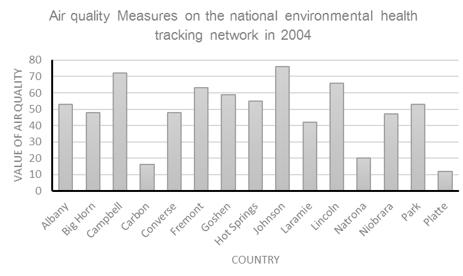 Air quality Measures on the national environmental health
tracking network in 2004
VALUE OF AIR QUALITY
80
70
60
50
40
30
20
10
0
Albany
Big Horn
Campbell
Carbon
Converse
Fremont
Goshen
Hot Springs
Johnson
Laramie
Lincoln
Natrona
Niobrara
Park
Platte
COUNTRY